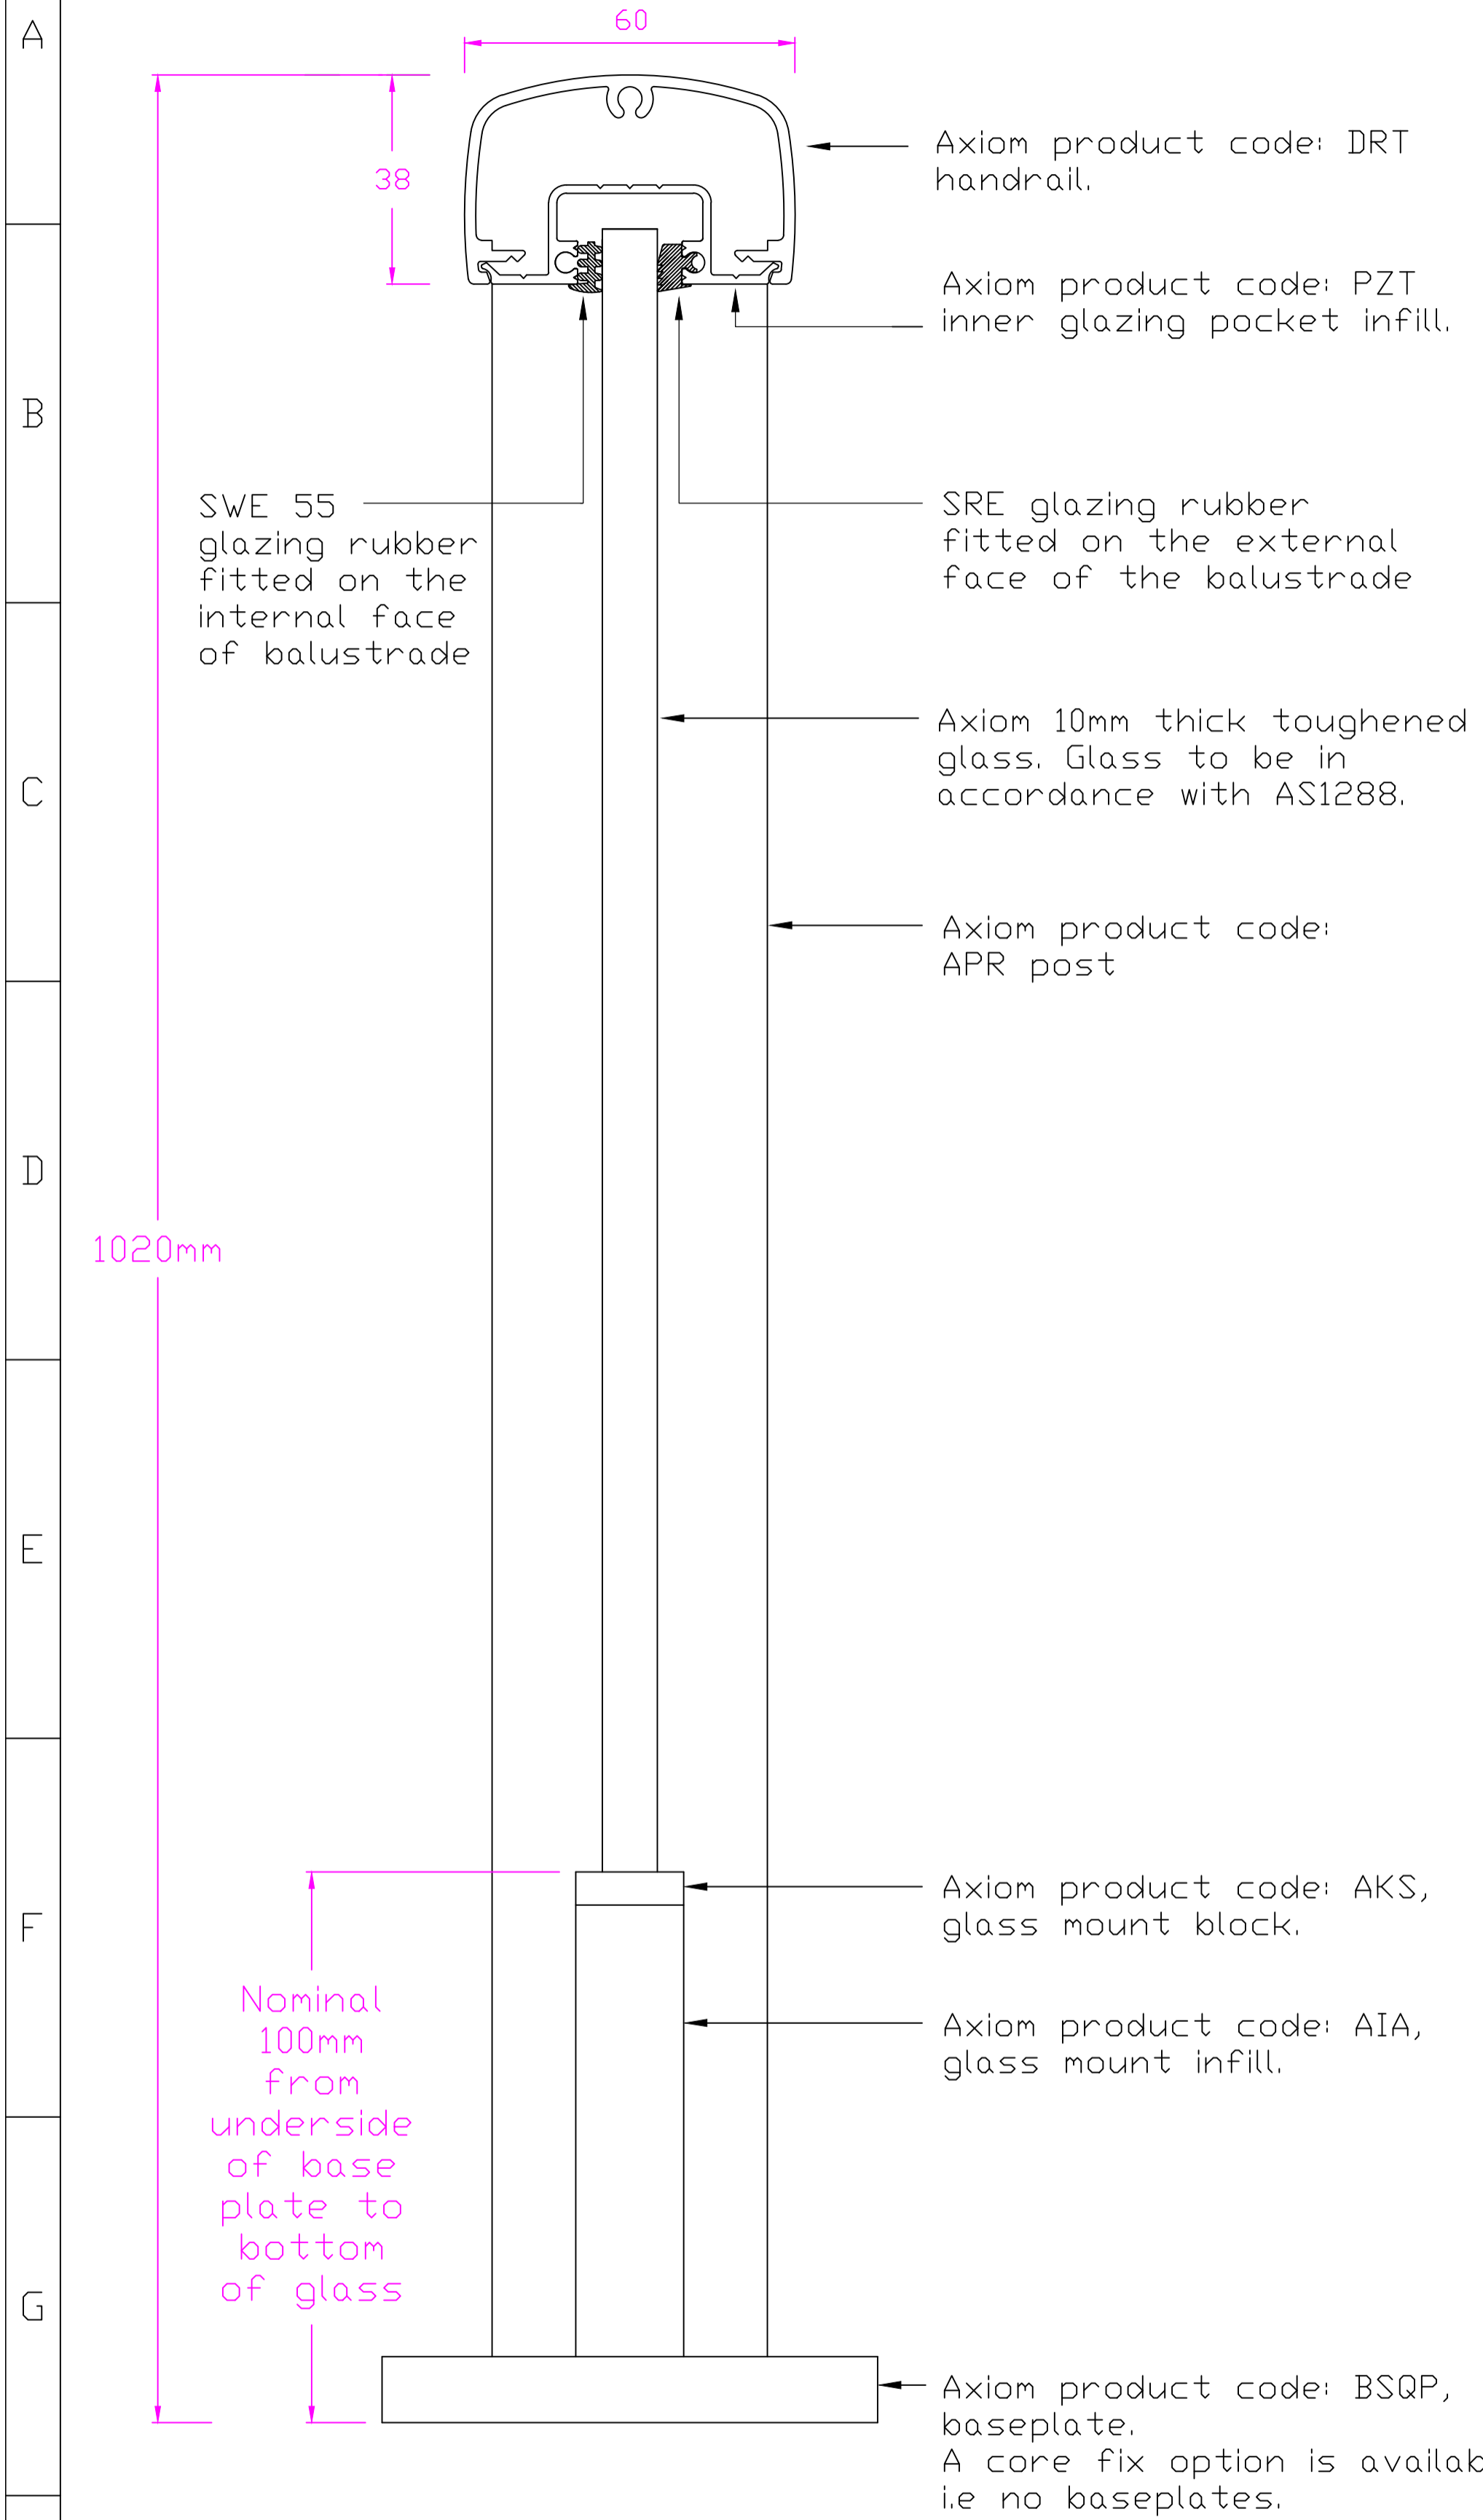 A
60
38
Axiom product code: DRT
handrail.
Axiom product code: PZT
inner glazing pocket infill.
B
SWE 55
glazing rubber
fitted on the
internal face
of balustrade
SRE glazing rubber
fitted on the external
face of the balustrade
C
Axiom 10mm thick toughened
glass. Glass to be in
accordance with AS1288.
Axiom product code:
APR post
D
1020mm
E
F
Axiom product code: AKS,
glass mount block.
Nominal
100mm
from
underside
of base
plate to
bottom
of glass
Axiom product code: AIA,
glass mount infill.
G
Axiom product code: BSQP,
baseplate.
A core fix option is availab
i.e no baseplates.